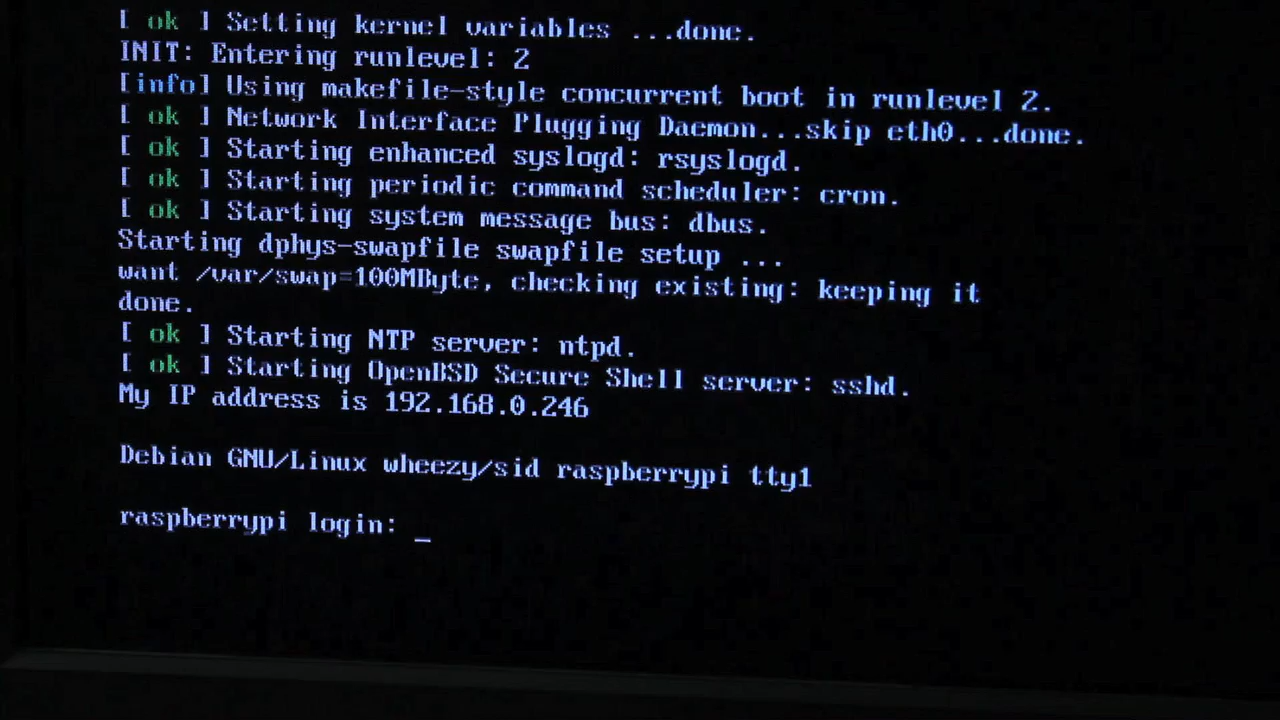 [ ok ] Setting kernel variables ...done.
INIT: Entering runlevel: 2
[info] Using makefile-style concurrent boot in runlevel 2.
[ ok ] Network Interface Plugging Daemon...skip eth0...done.
[ ok ] Starting enhanced syslogd: rsyslogd.
[ ok ] Starting periodic command scheduler: cron.
[ ok ] Starting system message bus: dbus.
Starting dphys-swapfile swapfile setup ...
want /var/swap=100MByte, checking existing: keeping it
done.
[ ok ] Starting NTP server: ntpd.
[ ok ] Starting OpenBSD Secure Shell server: sshd.
My IP address is 192.168.0.246
Debian GNU/Linux wheezy/sid raspberrypi tty1
raspberrypi login: _